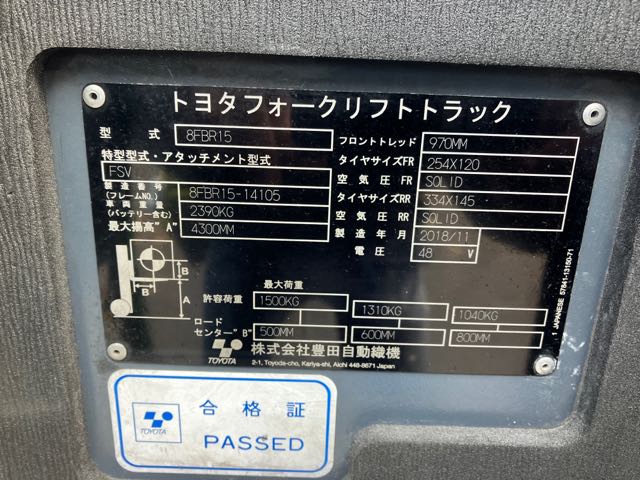 トヨタフォークリフトトラック
型式 8FBR15
特型型式・アタッチメント型式
FSV
製造番号
(フレームNO.) 8FBR15-14105
車両重量
(バッテリー含む) 2390KG
最大揚高"A" 4300MM
フロントトレッド 970MM
タイヤサイズFR 254X120
空気圧 FR SOLID
タイヤサイズRR 334X145
空気圧 RR SOLID
製造年月 2018/11
電圧 48 V
B
B
A
最大荷重
許容荷重 1500KG 1310KG 1040KG
ロード
センター"B" 500MM 600MM 800MM
TOYOTA 株式会社豊田自動織機
2-1, Toyoda-cho, Kariya-shi, Aichi 448-8671 Japan
1 JAPANESE 57841-13150-71
TOYOTA
合格証
PASSED